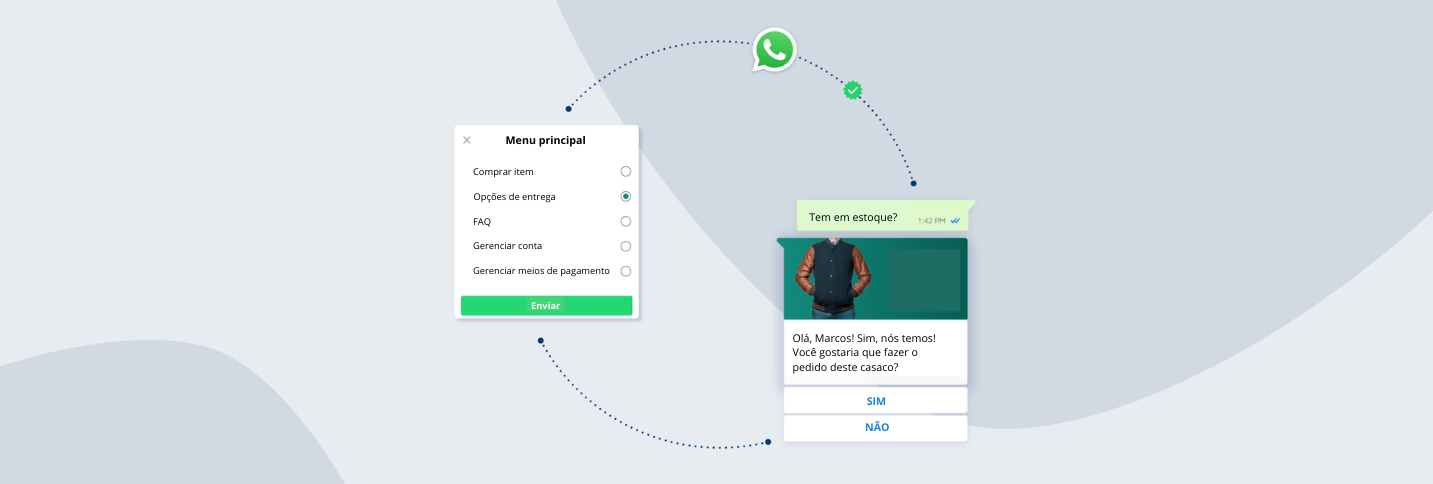 Menu principal
Comprar item
Opções de entrega
FAQ
Gerenciar conta
Gerenciar meios de pagamento
Enviar
Tem em estoque?
1:42 PM
Olá, Marcos! Sim, nós temos!
Você gostaria que fazer o
pedido deste casaco?
SIM
NÃO